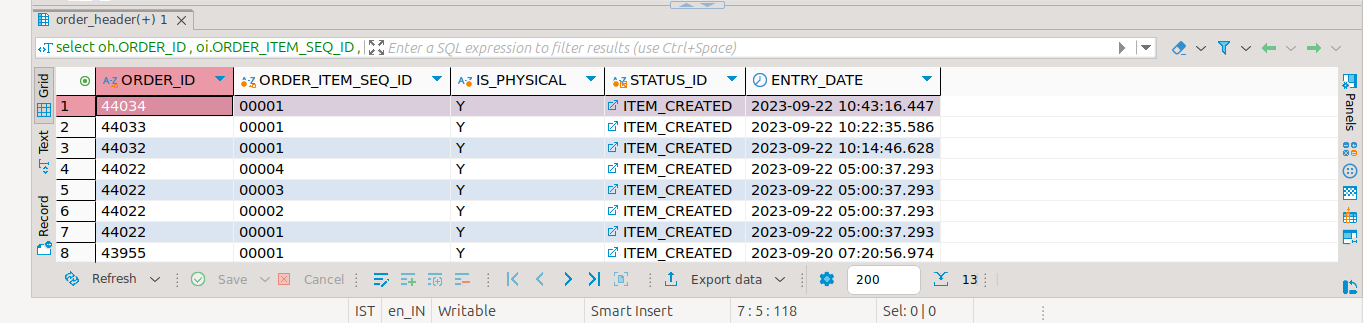 order_header(+) 1
select oh.ORDER_ID , oi.ORDER_ITEM_SEQ_ID , Enter a SQL expression to filter results (use Ctrl+Space)
Grid
Text
Record
Panels
ORDER_ID ORDER_ITEM_SEQ_ID IS_PHYSICAL STATUS_ID ENTRY_DATE
1 44034 00001 Y ITEM_CREATED 2023-09-22 10:43:16.447
2 44033 00001 Y ITEM_CREATED 2023-09-22 10:22:35.586
3 44032 00001 Y ITEM_CREATED 2023-09-22 10:14:46.628
4 44022 00004 Y ITEM_CREATED 2023-09-22 05:00:37.293
5 44022 00003 Y ITEM_CREATED 2023-09-22 05:00:37.293
6 44022 00002 Y ITEM_CREATED 2023-09-22 05:00:37.293
7 44022 00001 Y ITEM_CREATED 2023-09-22 05:00:37.293
8 43955 00001 Y ITEM_CREATED 2023-09-20 07:20:56.974
Refresh Save Cancel Export data 200 13
IST en_IN Writable Smart Insert 7 : 5 : 118 Sel: 0 | 0